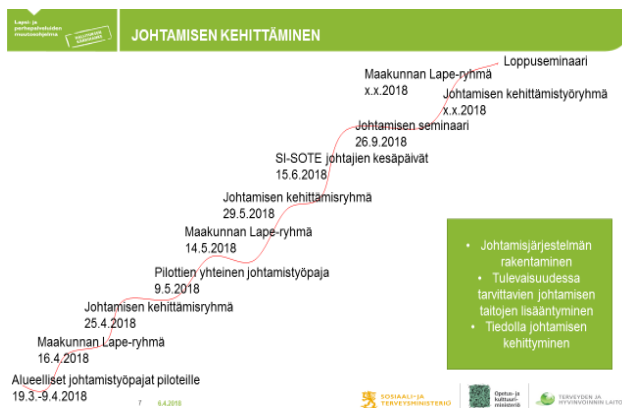 Lapsi- ja
perhepalveluiden
muutosohjelma
JOHTAMISEN KEHITTÄMINEN
Loppuseminaari
Maakunnan Lape-ryhmä
x.x.2018
Johtamisen kehittämistyöryhmä
x.x.2018
Johtamisen seminaari
26.9.2018
SI-SOTE johtajien kesäpäivät
15.6.2018
Johtamisen kehittämisryhmä
29.5.2018
Maakunnan Lape-ryhmä
14.5.2018
Pilottien yhteinen johtamistyöpaja
9.5.2018
Johtamisen kehittämisryhmä
25.4.2018
Maakunnan Lape-ryhmä
16.4.2018
Alueelliset johtamistyöpajat piloteille
19.3.-9.4.2018
• Johtamisjärjestelmän
rakentaminen
• Tulevaisuudessa
tarvittavien johtamisen
taitojen lisääntyminen
• Tiedolla johtamisen
kehittyminen
7 6.4.2018
SOSIAALI- JA
TERVEYSMINISTERIÖ
Opetus- ja
kulttuuri-
ministeriö
TERVEYDEN JA
HYVINVOINNIN LAITO